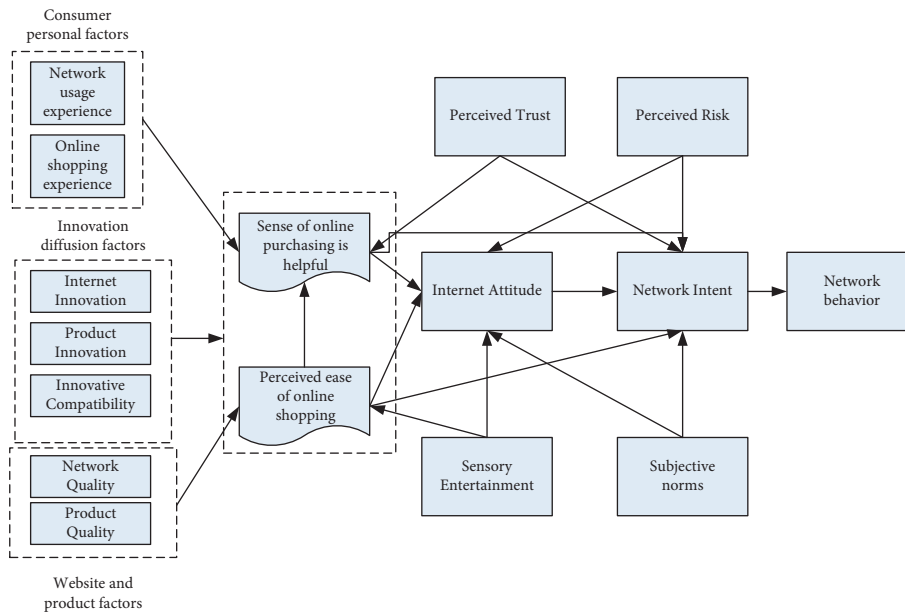 Consumer
personal factors
Network
usage
experience
Online
shopping
experience
Innovation
diffusion factors
Internet
Innovation
Product
Innovation
Innovative
Compatibility
Network
Quality
Product
Quality
Website and
product factors
Sense of online
purchasing is
helpful
Perceived ease
of online
shopping
Perceived Trust
Perceived Risk
Internet Attitude
Network Intent
Network
behavior
Sensory
Entertainment
Subjective
norms